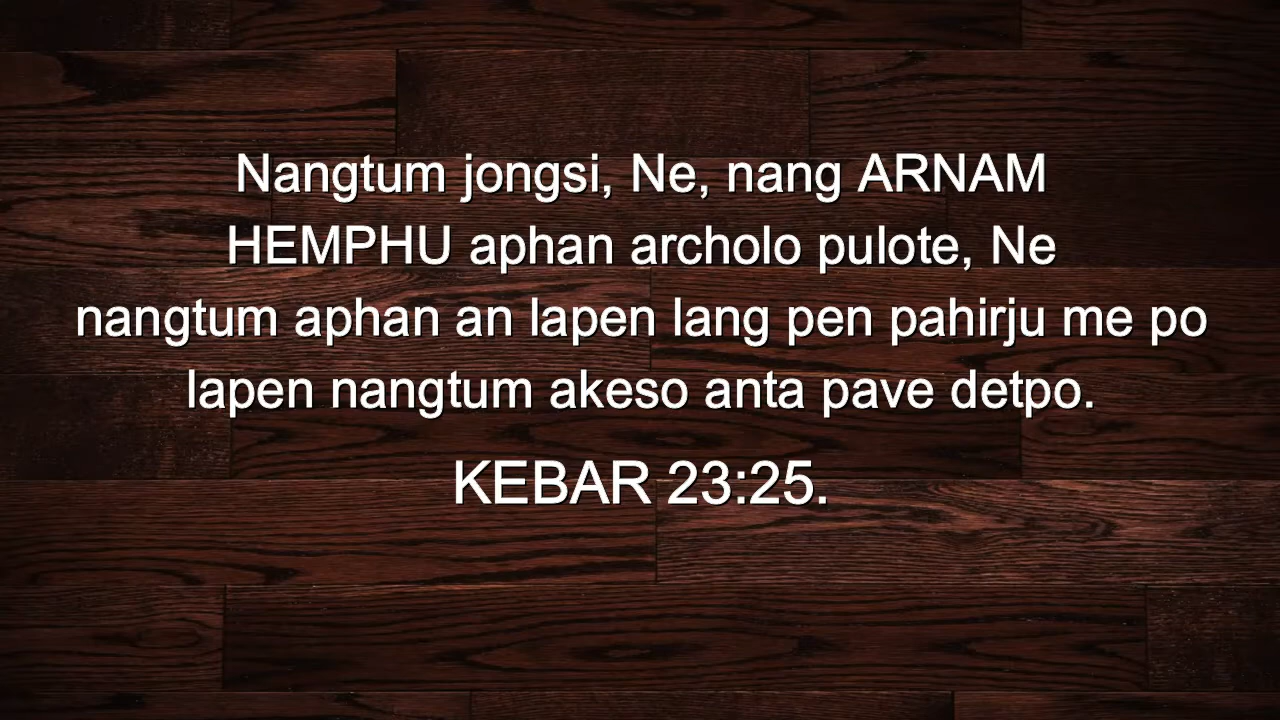 Nangtum jongsi, Ne, nang ARNAM
HEMPHU aphan archolo pulote, Ne
nangtum aphan an lapen lang pen pahirju me po
lapen nangtum akeso anta pave detpo.
KEBAR 23:25.